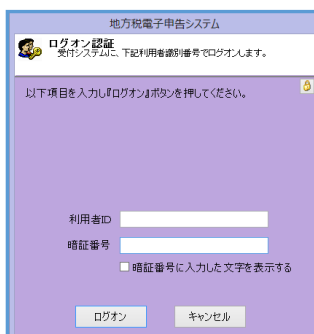 地方税電子申告システム
ログオン認証
受付システムに、下記利用者識別番号でログオンします。
以下項目を入力し『ログオン』ボタンを押してください。
利用者ID
暗証番号
暗証番号に入力した文字を表示する
ログオン
キャンセル